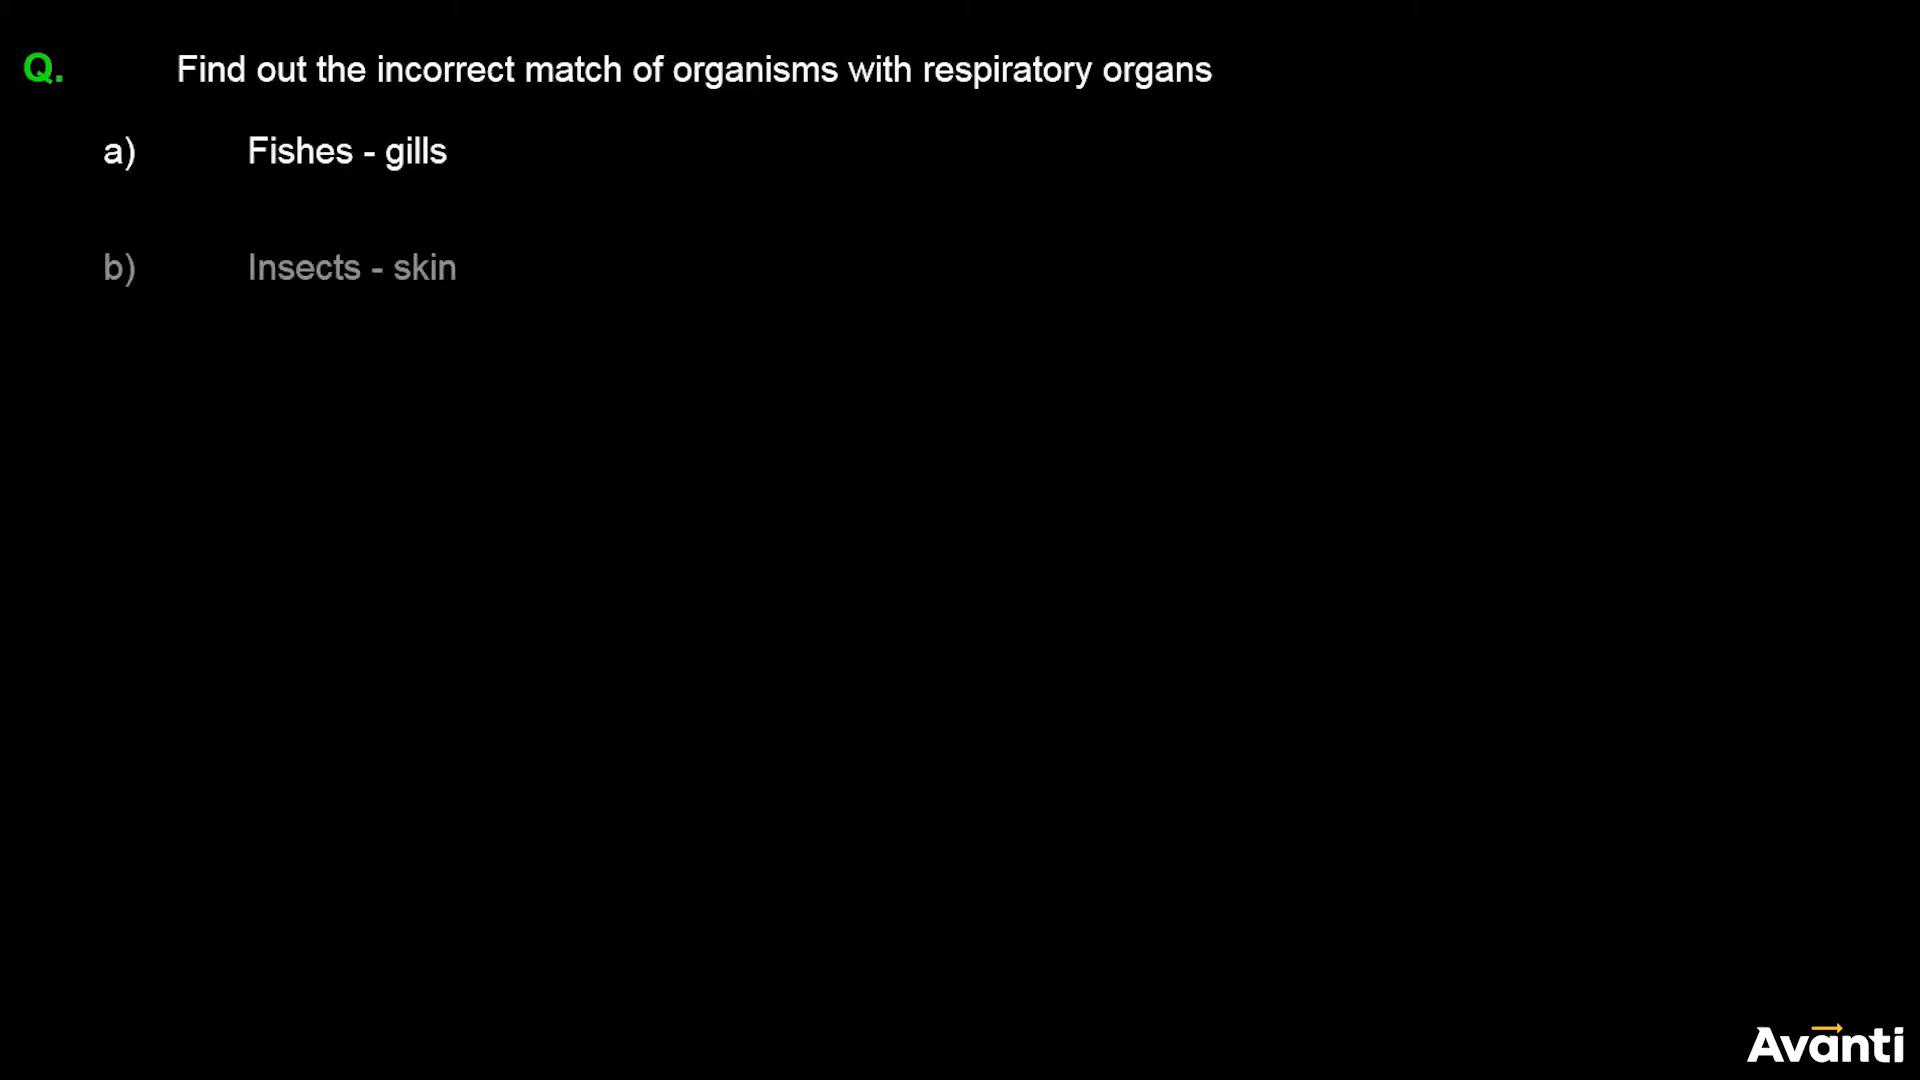 Q. Find out the incorrect match of organisms with respiratory organs
a) Fishes - gills
b) Insects - skin
Avanti